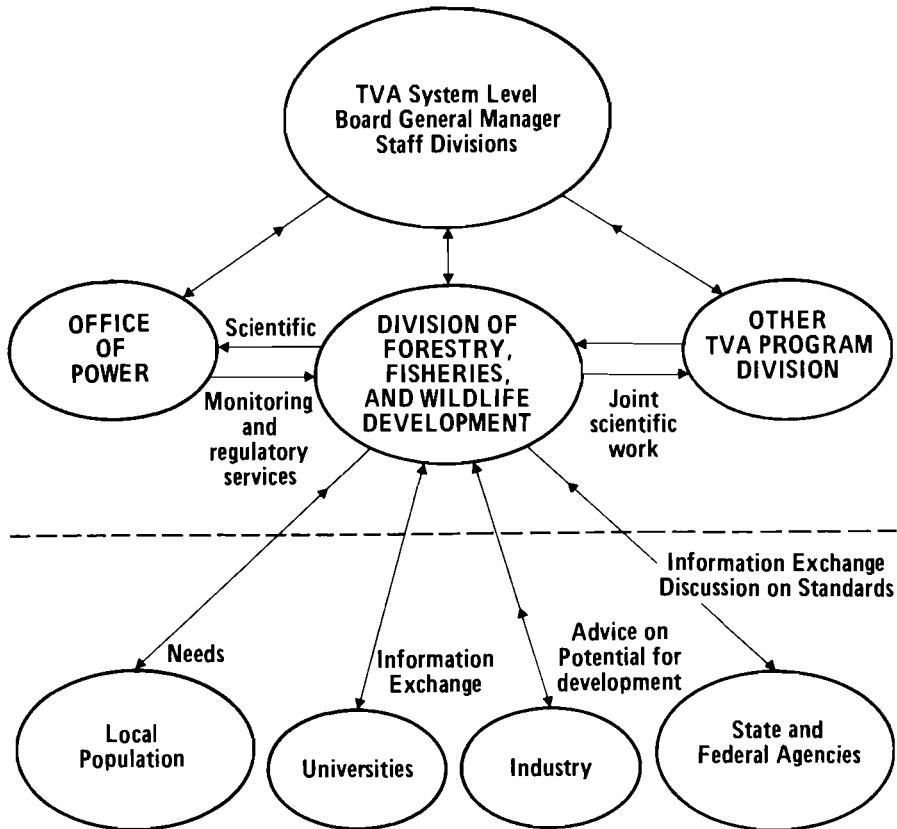 TVA System Level
Board General Manager
Staff Divisions
OFFICE
OF
POWER
Scientific
Monitoring
and
regulatory
services
DIVISION OF
FORESTRY,
FISHERIES,
AND WILDLIFE
DEVELOPMENT
OTHER
TVA PROGRAM
DIVISION
Joint
scientific
work
Information Exchange
Discussion on Standards
Needs
Information
Exchange
Advice on
Potential for
development
Local
Population
Universities
Industry
State and
Federal Agencies